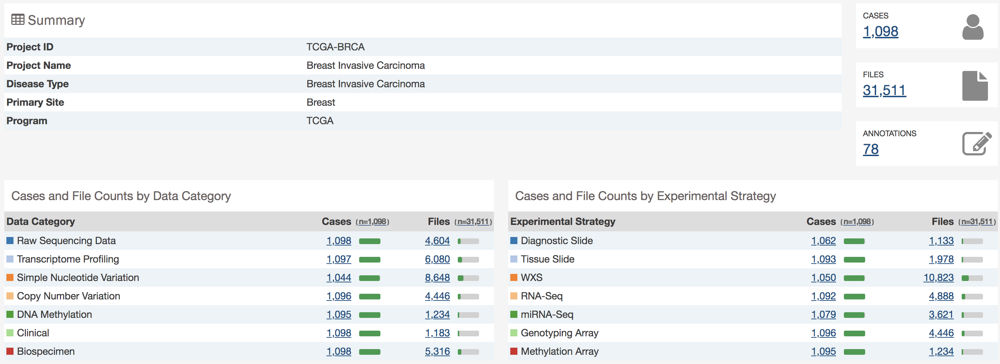 Summary
Project ID TCGA-BRCA
Project Name Breast Invasive Carcinoma
Disease Type Breast Invasive Carcinoma
Primary Site Breast
Program TCGA
CASES
1,098
FILES
31,511
ANNOTATIONS
78
Cases and File Counts by Data Category
Data Category Cases (n=1,098) Files (n=31,511)
Raw Sequencing Data 1,098 4,604
Transcriptome Profiling 1,097 6,080
Simple Nucleotide Variation 1,044 8,648
Copy Number Variation 1,096 4,446
DNA Methylation 1,095 1,234
Clinical 1,098 1,183
Biospecimen 1,098 5,316
Cases and File Counts by Experimental Strategy
Experimental Strategy Cases (n=1,098) Files (n=31,511)
Diagnostic Slide 1,062 1,133
Tissue Slide 1,093 1,978
WXS 1,050 10,823
RNA-Seq 1,092 4,888
miRNA-Seq 1,079 3,621
Genotyping Array 1,096 4,446
Methylation Array 1,095 1,234